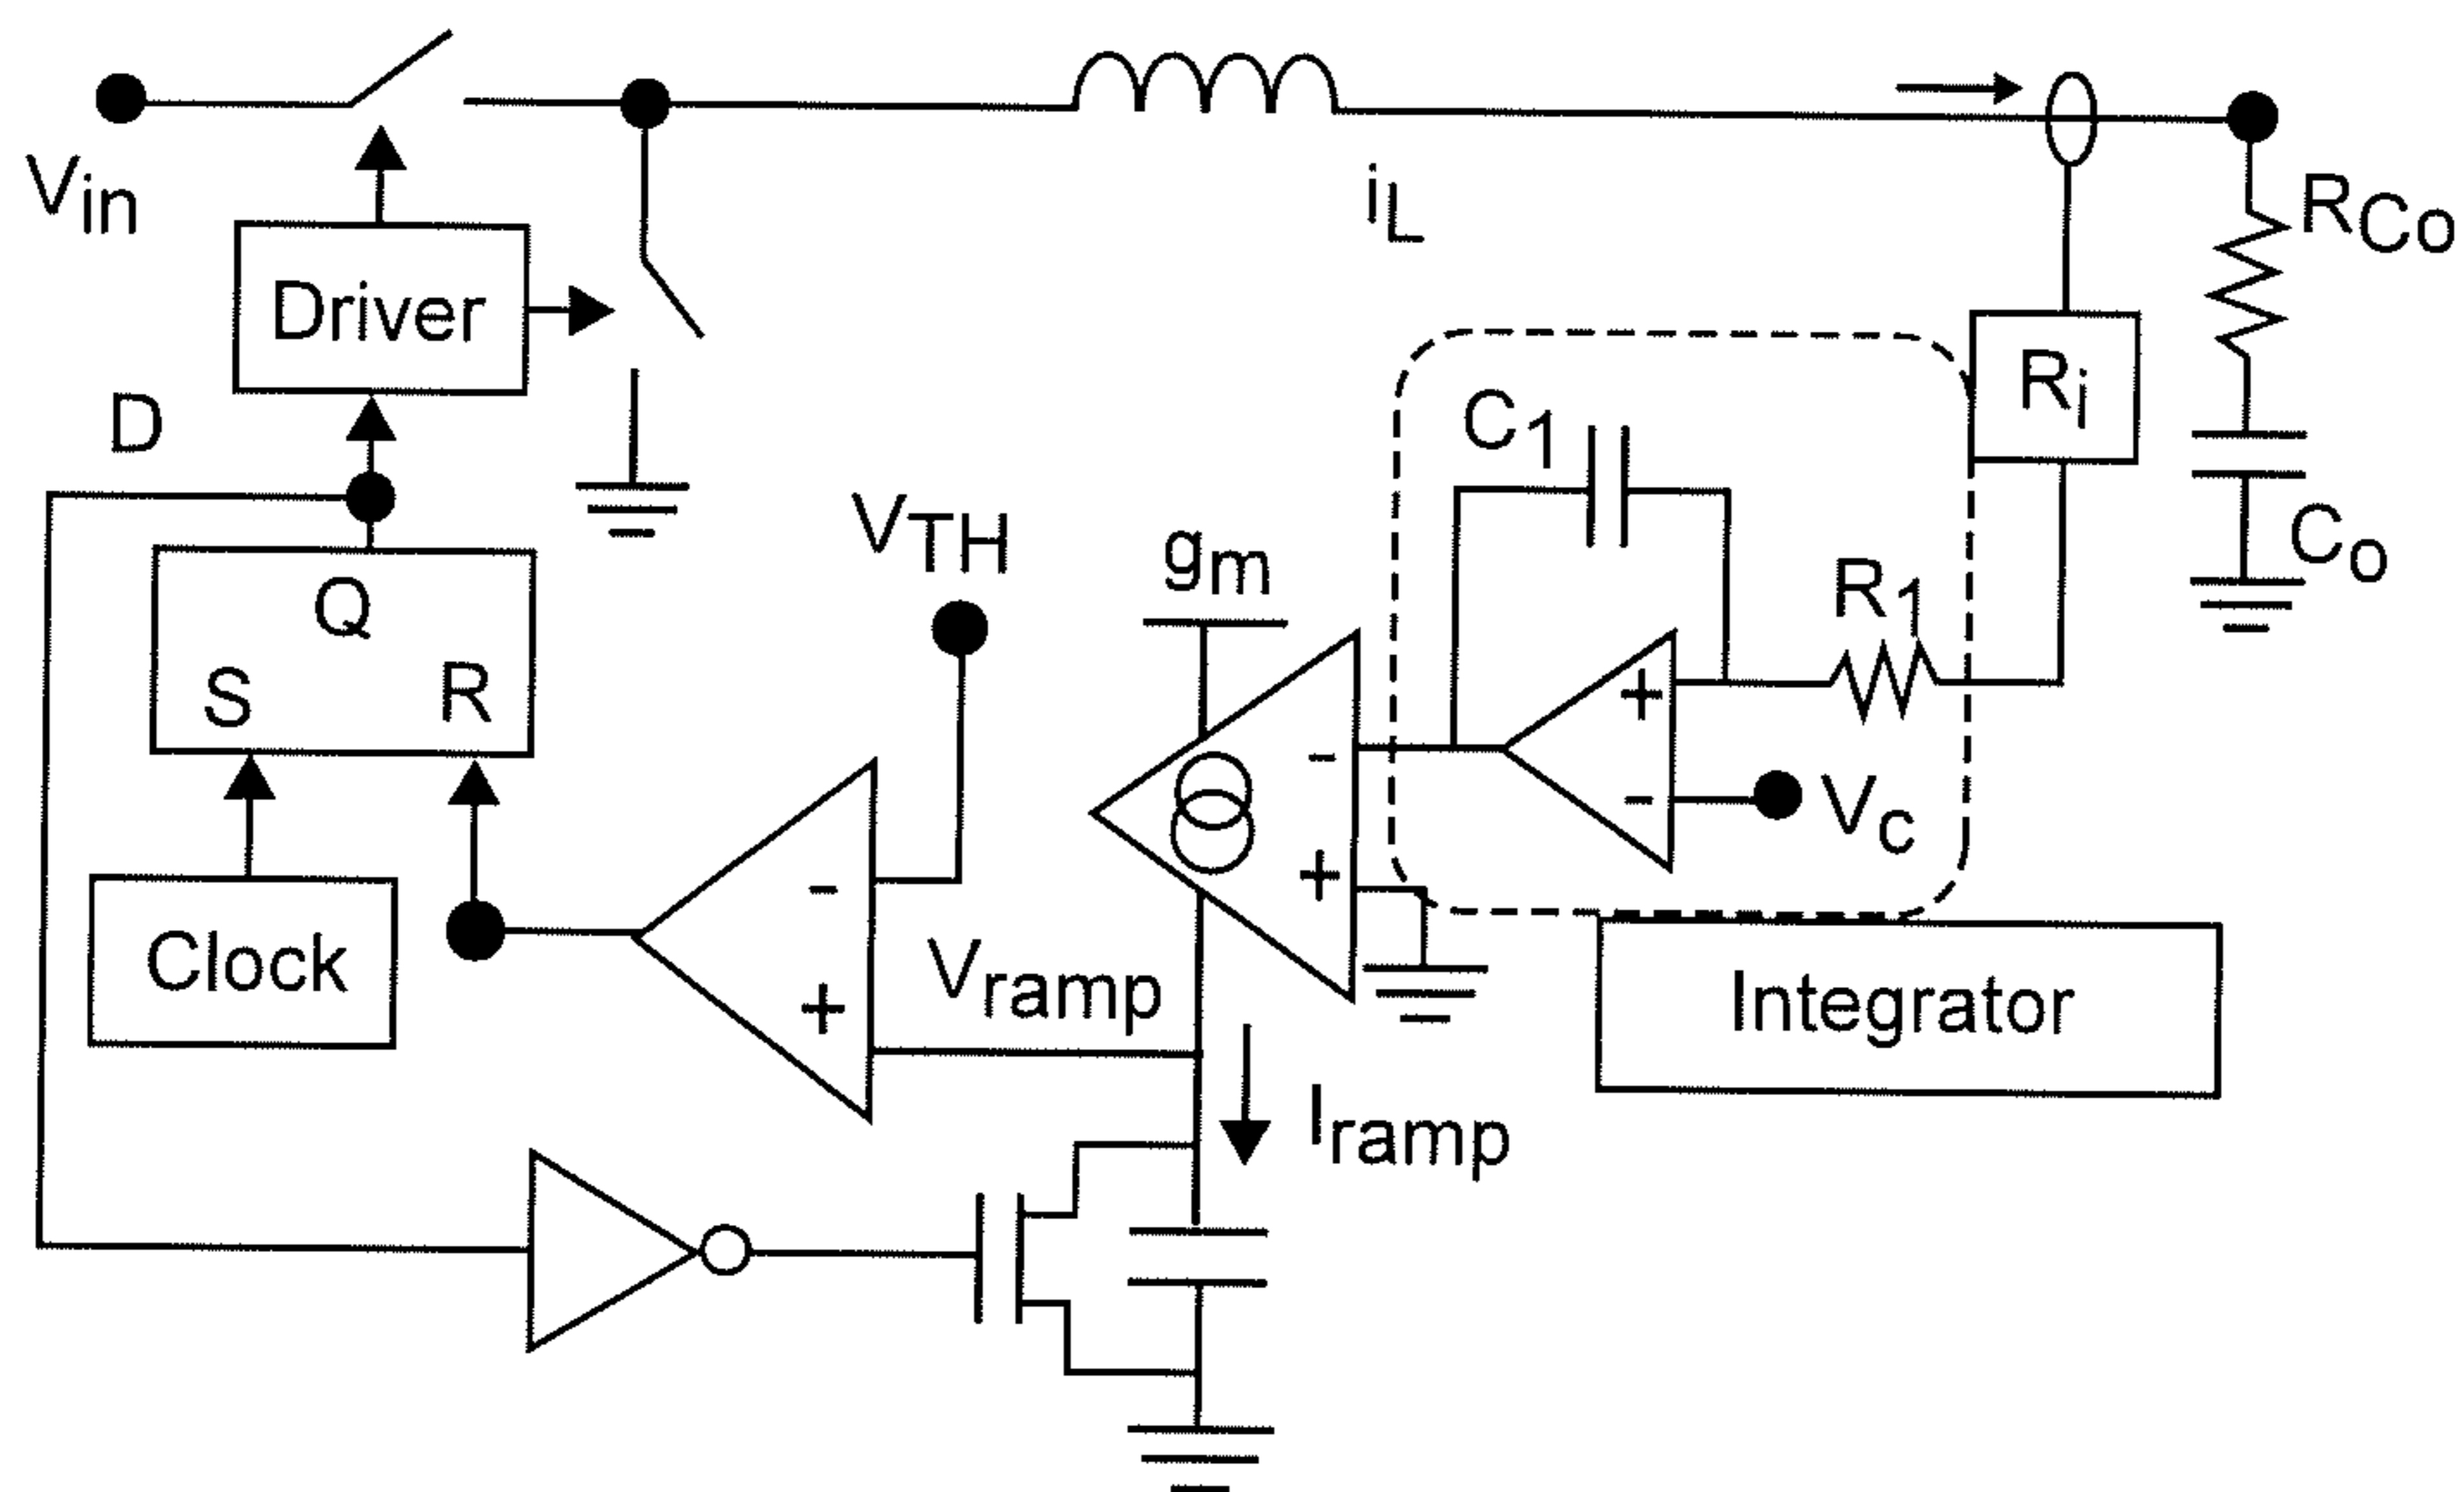 Vin
iL
RCo
Driver
Ri
D
C1
VTH
gm
Co
R1
Q
S R
-
+
-
Vc
-
+
Clock
Vramp
+
Integrator
Iramp